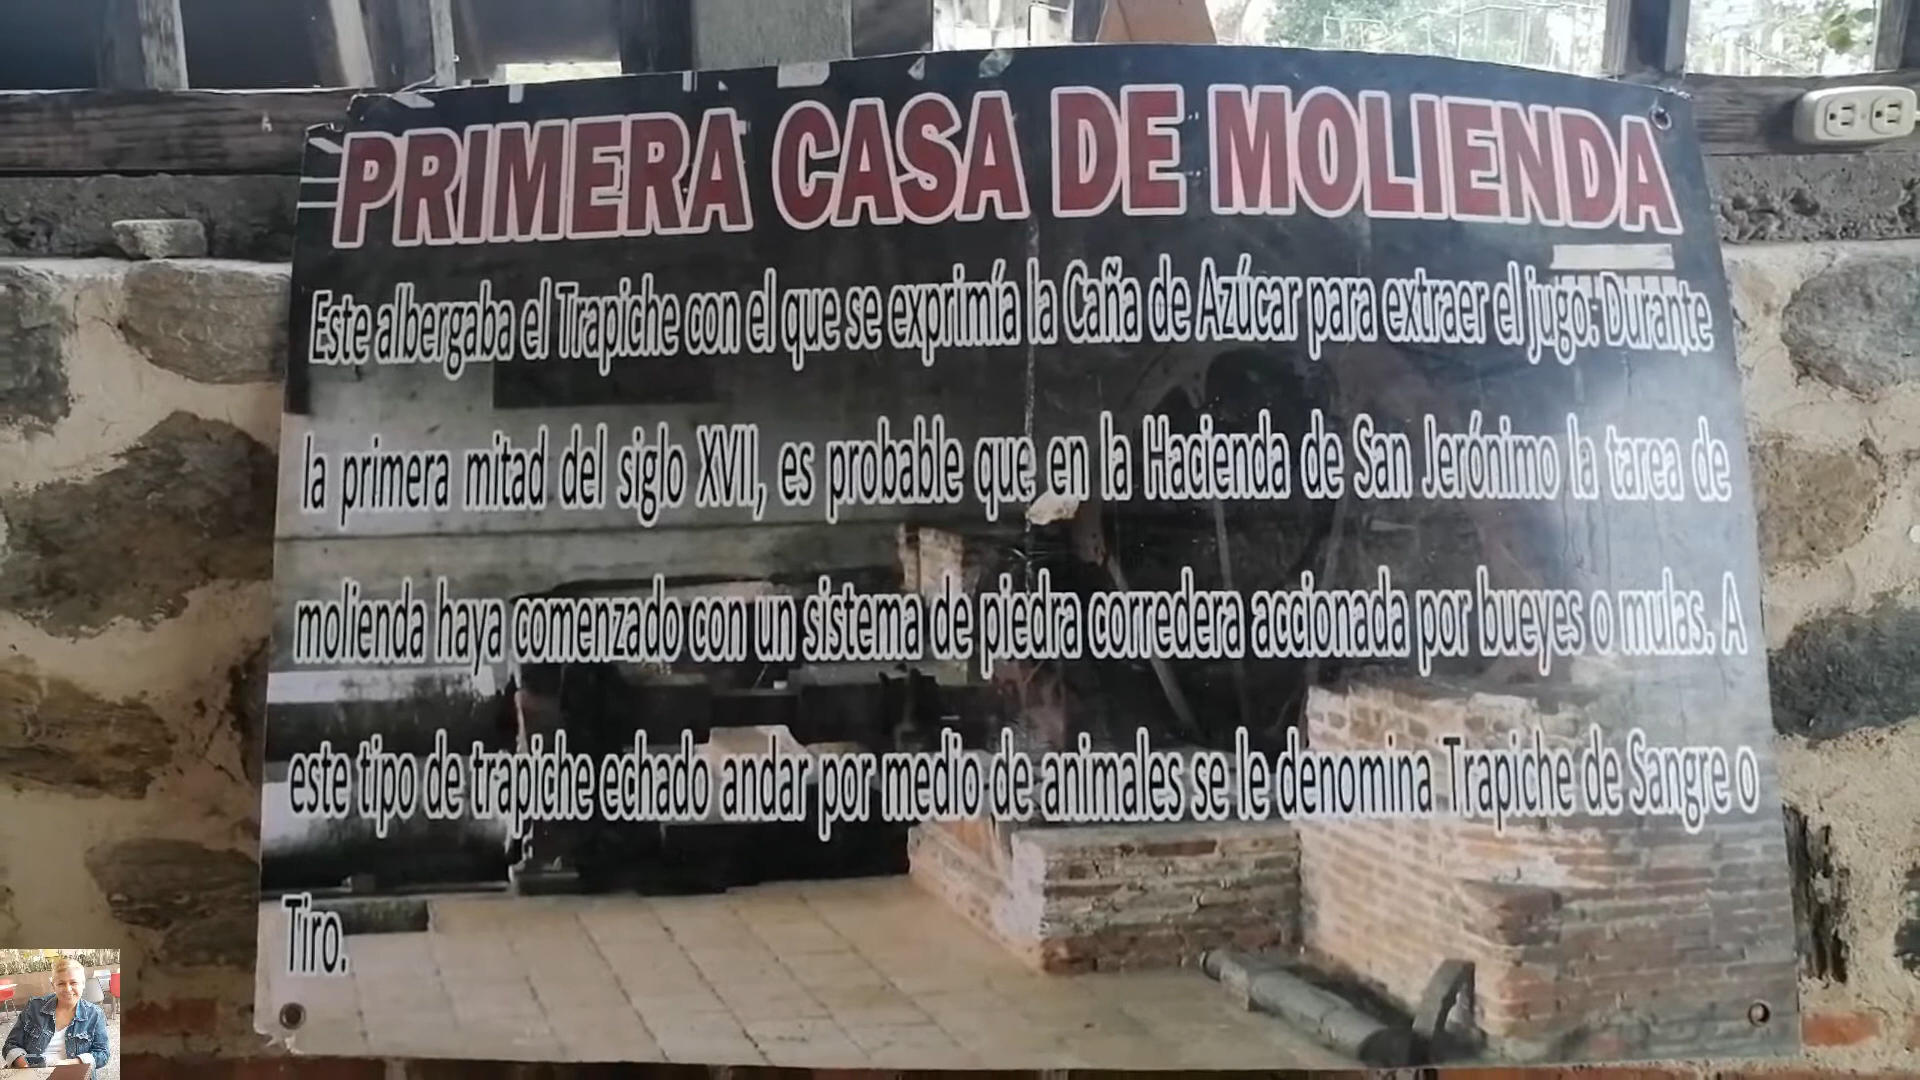 PRIMERA CASA DE MOLIENDA
Este albergaba el Trapiche con el que se exprimía la Caña de Azúcar para extraer el jugo. Durante
la primera mitad del siglo XVII, es probable que en la Hacienda de San Jerónimo la tarea de
molienda haya comenzado con un sistema de piedra corredera accionada por bueyes o mulas. A
este tipo de trapiche echado andar por medio de animales se le denomina Trapiche de Sangre o
Tiro.